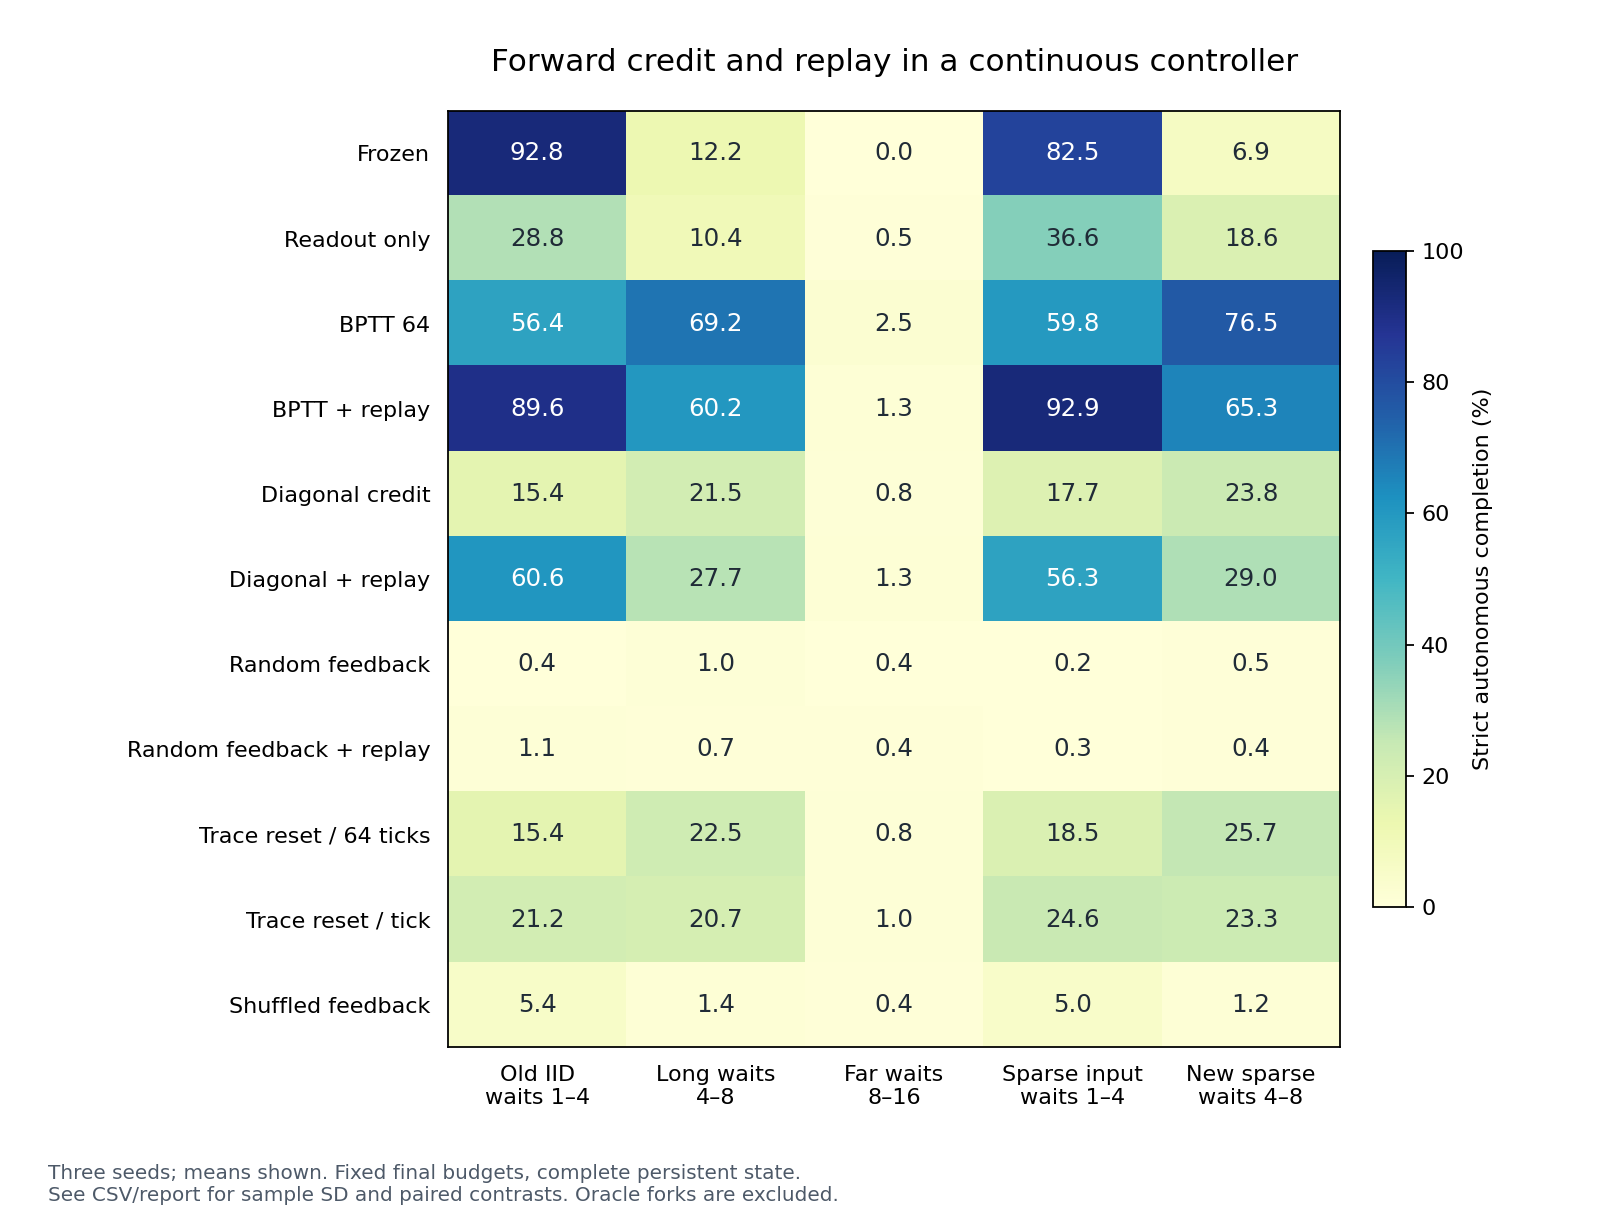 Forward credit and replay in a continuous controller
Frozen 92.8 12.2 0.0 82.5 6.9
Readout only 28.8 10.4 0.5 36.6 18.6
BPTT 64 56.4 69.2 2.5 59.8 76.5
BPTT + replay 89.6 60.2 1.3 92.9 65.3
Diagonal credit 15.4 21.5 0.8 17.7 23.8
Diagonal + replay 60.6 27.7 1.3 56.3 29.0
Random feedback 0.4 1.0 0.4 0.2 0.5
Random feedback + replay 1.1 0.7 0.4 0.3 0.4
Trace reset / 64 ticks 15.4 22.5 0.8 18.5 25.7
Trace reset / tick 21.2 20.7 1.0 24.6 23.3
Shuffled feedback 5.4 1.4 0.4 5.0 1.2
Old IID Long waits Far waits Sparse input New sparse
waits 1–4 4–8 8–16 waits 1–4 waits 4–8
100
80
60
40
20
0
Strict autonomous completion (%)
Three seeds; means shown. Fixed final budgets, complete persistent state.
See CSV/report for sample SD and paired contrasts. Oracle forks are excluded.